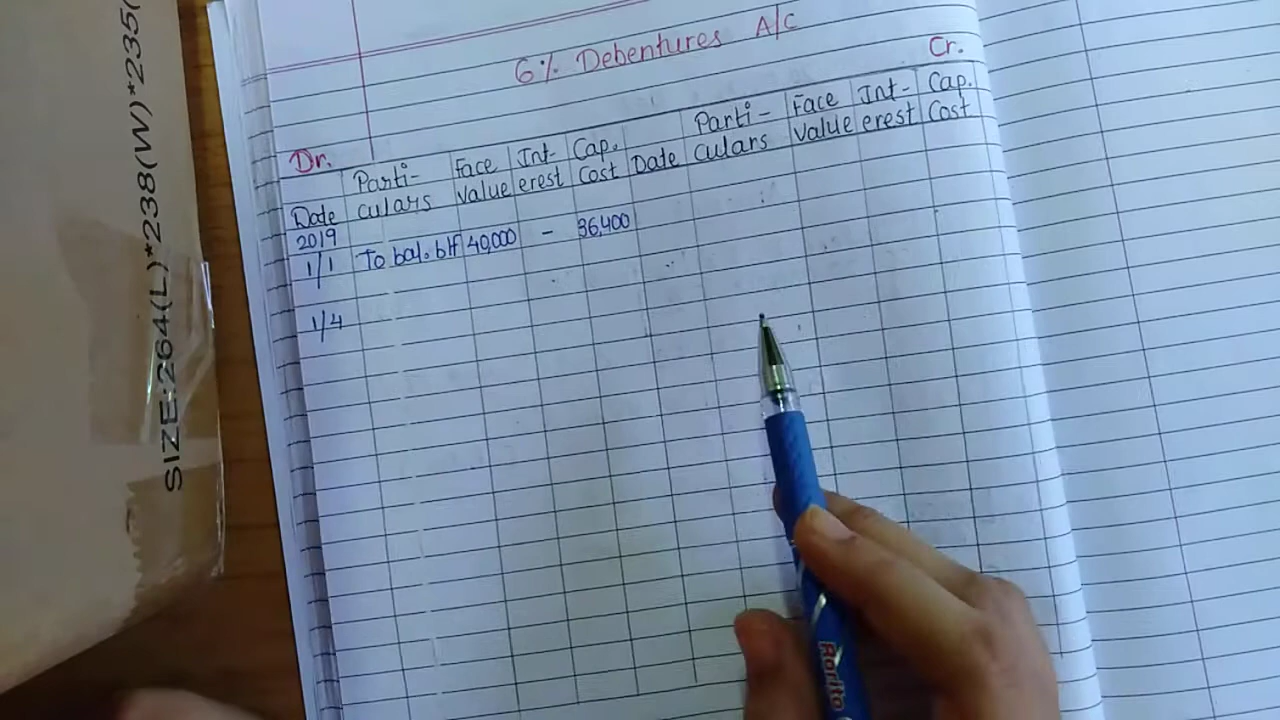 SIZE:264(L)*238(W)*235(
6% Debentures A/C
Dr. Cr.
Date Parti- culars Face value Int- erest Cap. Cost Date Parti- culars Face value Int- erest Cap. Cost
2019
1/1 To bal. b/f 40,000 - 36,400
1/4
Rorito